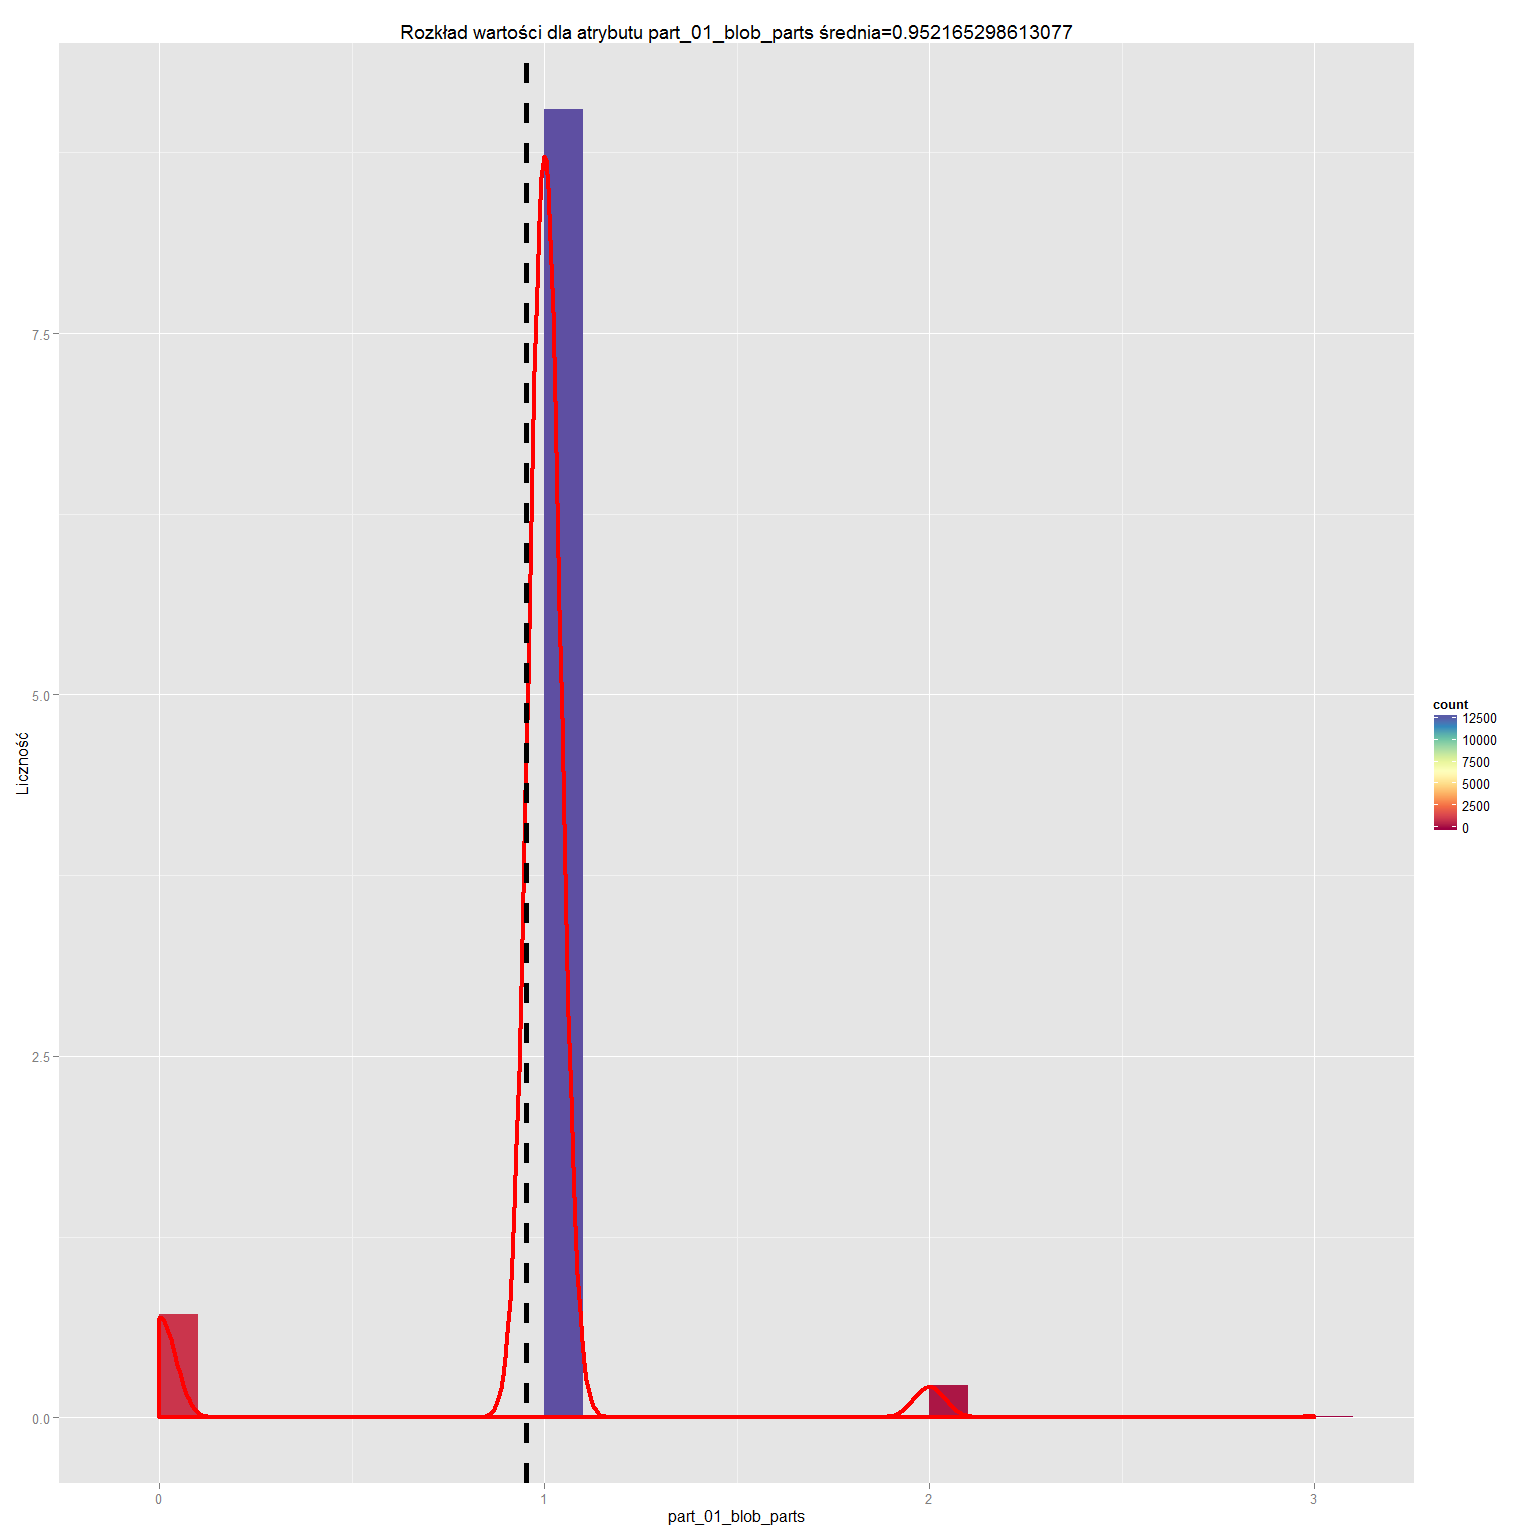 Rozkład wartości dla atrybutu part_01_blob_parts średnia=0.952165298613077
7.5
5.0
2.5
0.0
Liczność
0 1 2 3
part_01_blob_parts
count
12500
10000
7500
5000
2500
0